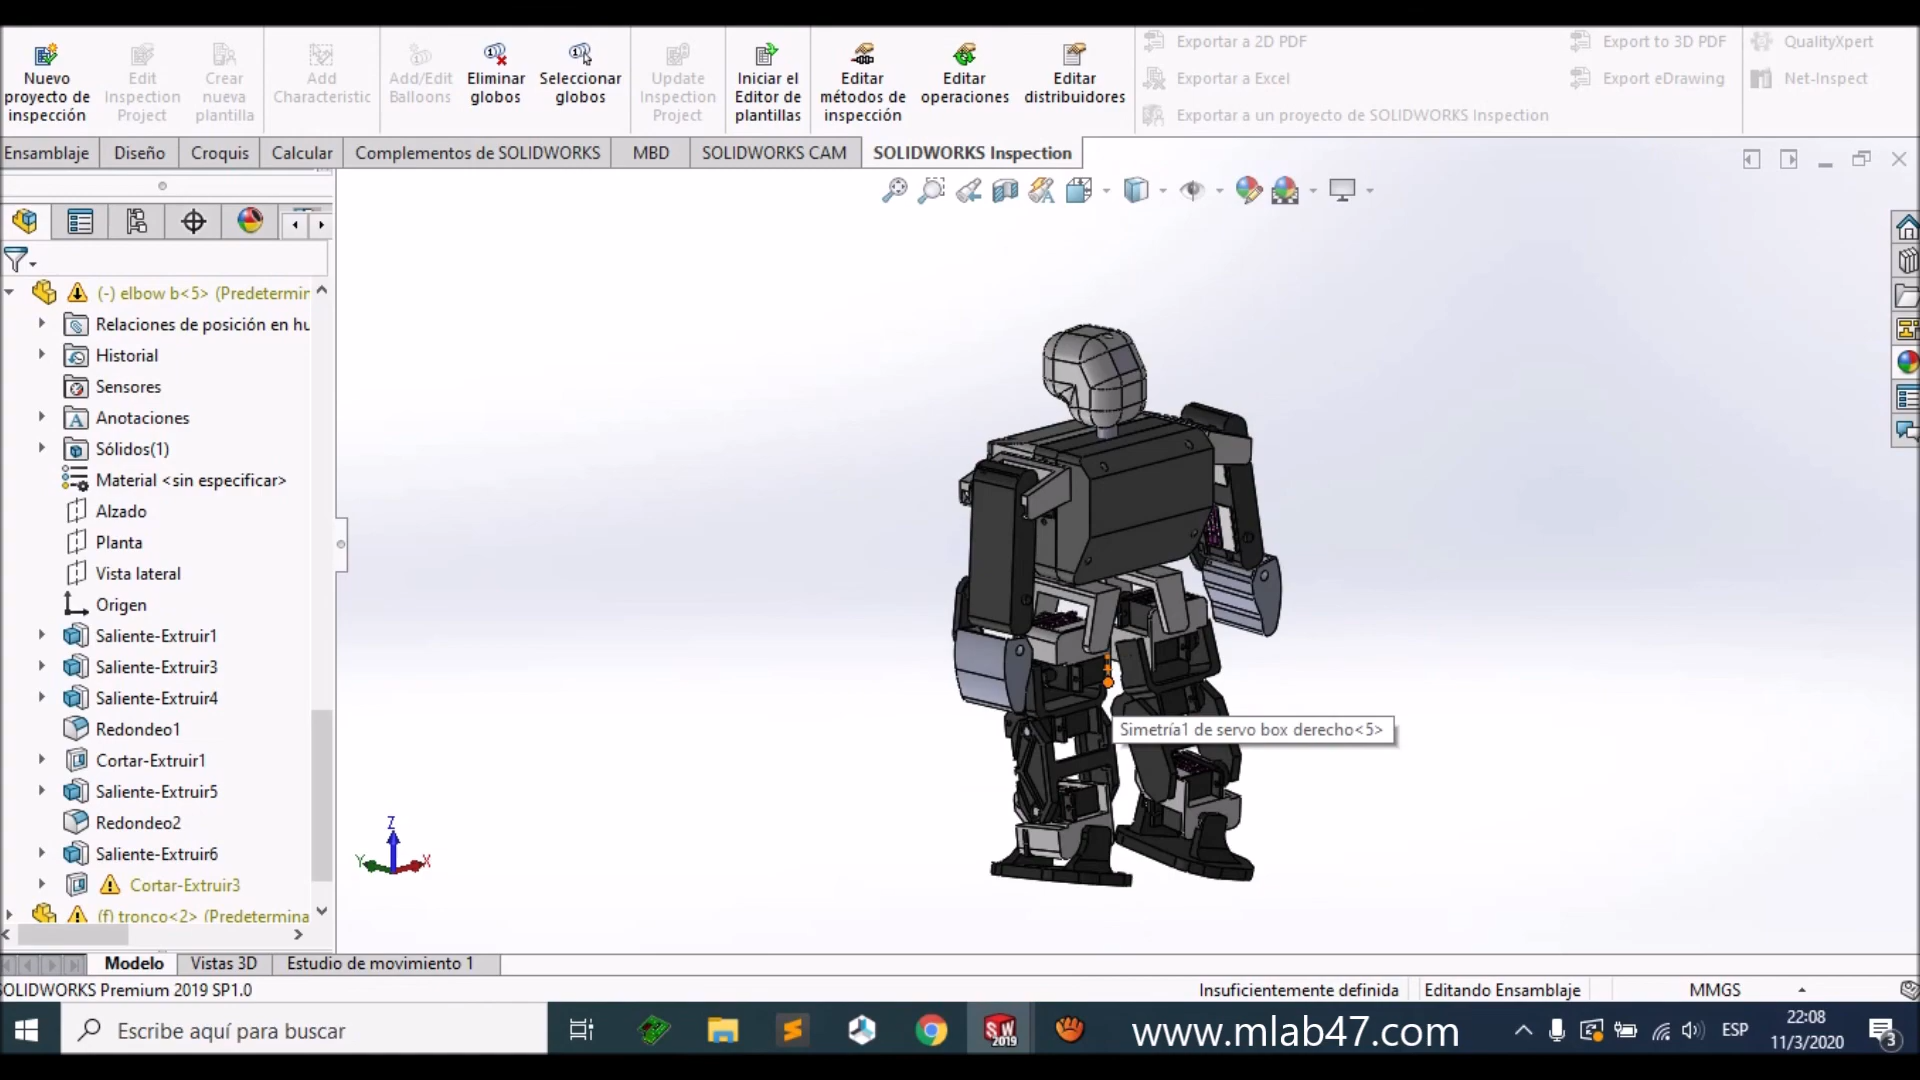 Nuevo
proyecto de
inspección
Edit
Inspection
Project
Crear
nueva
plantilla
Add
Characteristic
Add/Edit
Balloons
Eliminar
globos
Seleccionar
globos
Update
Inspection
Project
Iniciar el
Editor de
plantillas
Editar
métodos de
inspección
Editar
operaciones
Editar
distribuidores
Exportar a 2D PDF
Exportar a Excel
Exportar a un proyecto de SOLIDWORKS Inspection
Export to 3D PDF
Export eDrawing
QualityXpert
Net-Inspect
Ensamblaje
Diseño
Croquis
Calcular
Complementos de SOLIDWORKS
MBD
SOLIDWORKS CAM
SOLIDWORKS Inspection
(-) elbow b<5> (Predetermin
Relaciones de posición en hu
Historial
Sensores
Anotaciones
Sólidos(1)
Material <sin especificar>
Alzado
Planta
Vista lateral
Origen
Saliente-Extruir1
Saliente-Extruir3
Saliente-Extruir4
Redondeo1
Cortar-Extruir1
Saliente-Extruir5
Redondeo2
Saliente-Extruir6
Cortar-Extruir3
(f) tronco<2> (Predetermina
Simetría1 de servo box derecho<5>
Z
Y
X
Modelo
Vistas 3D
Estudio de movimiento 1
SOLIDWORKS Premium 2019 SP1.0
Insuficientemente definida
Editando Ensamblaje
MMGS
Escribe aquí para buscar
SW
2019
www.mlab47.com
ESP
22:08
11/3/2020
3